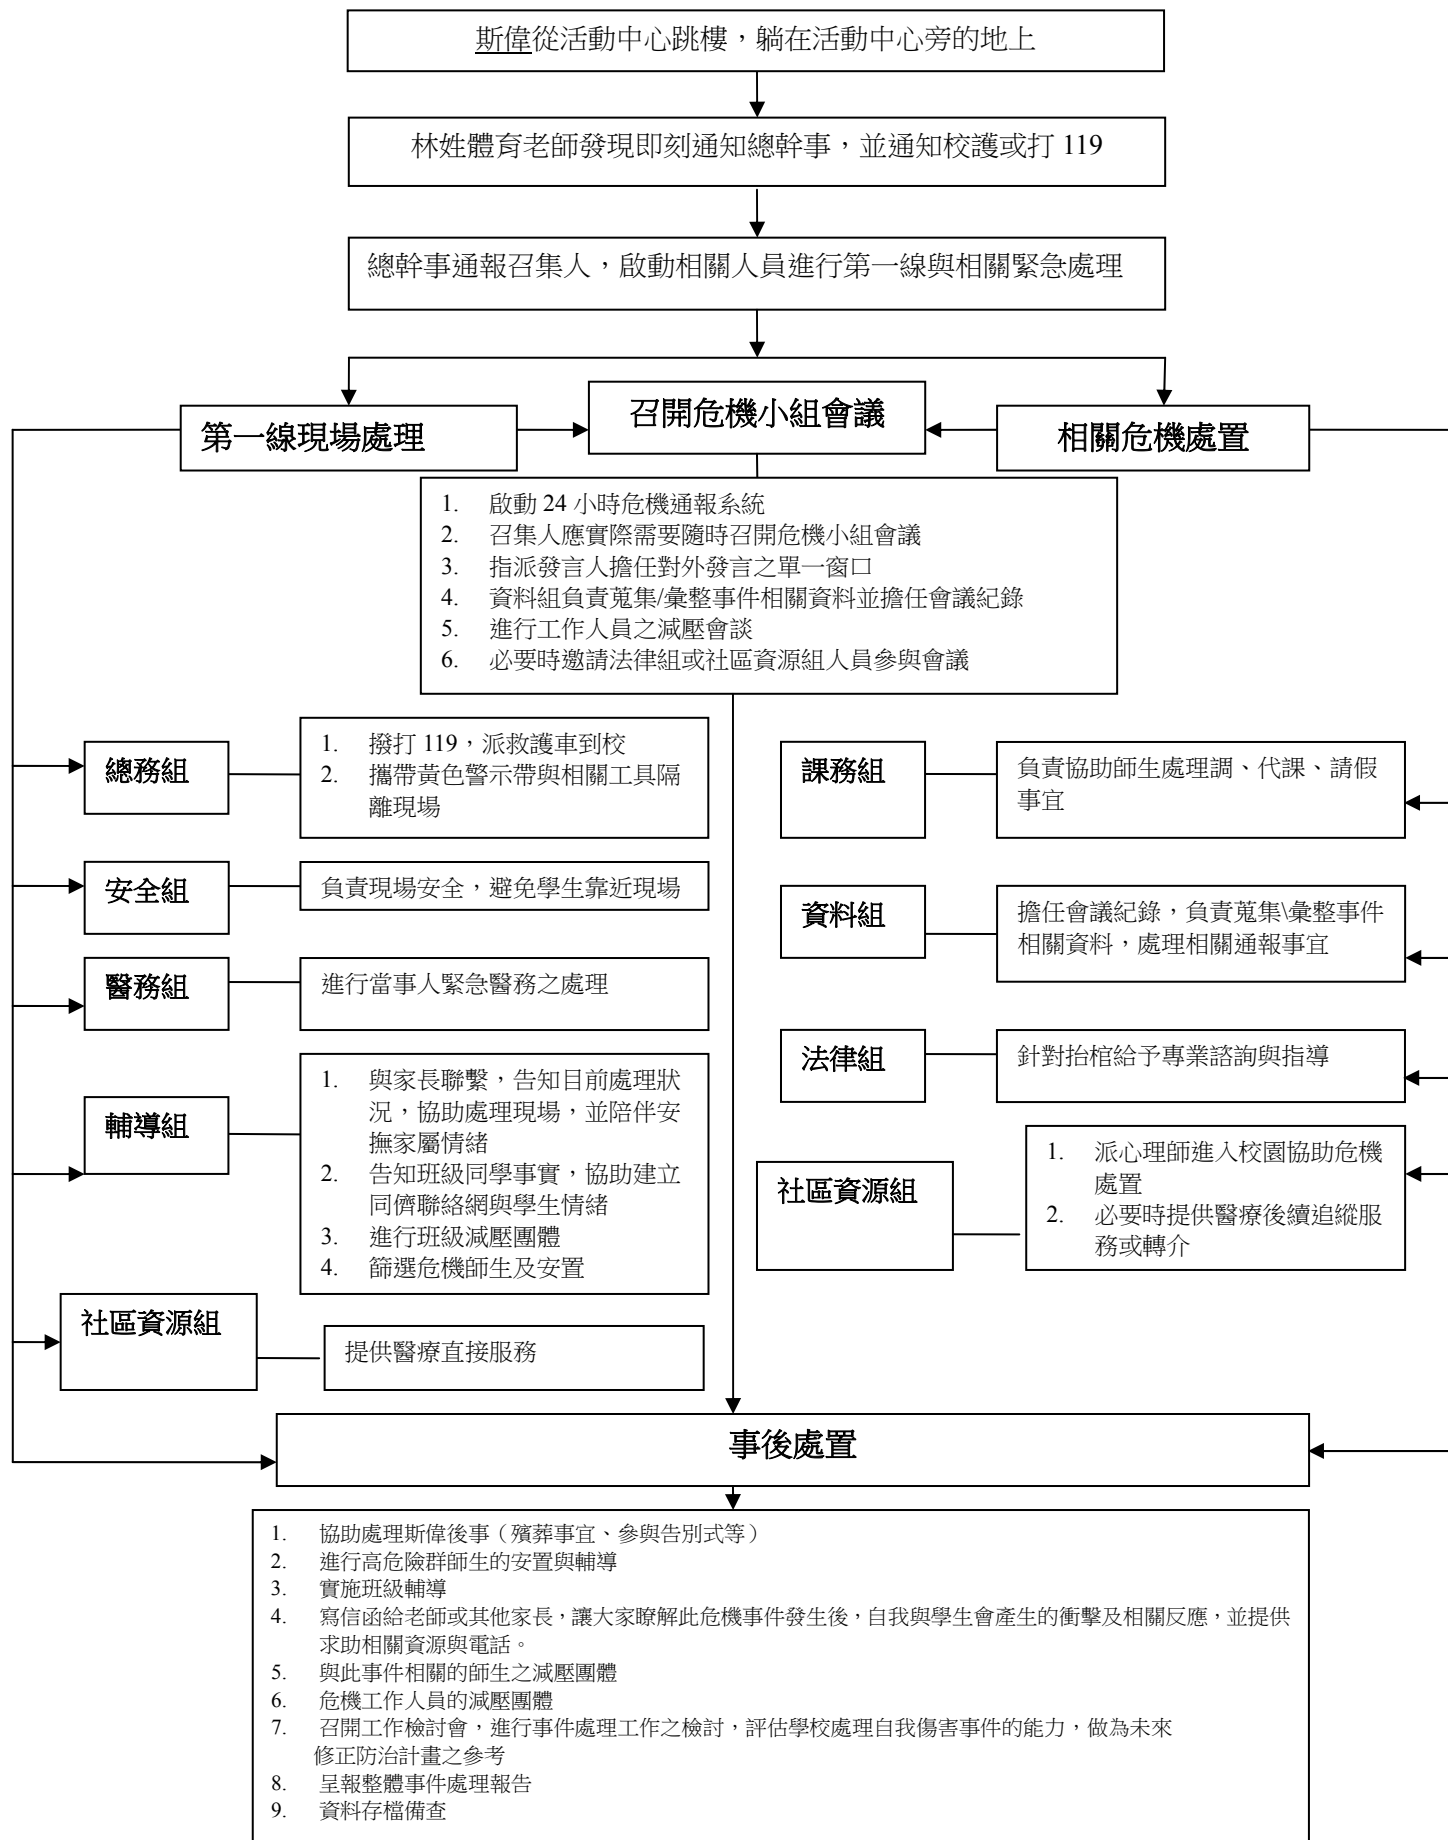 斯偉從活動中心跳樓，躺在活動中心旁的地上
林姓體育老師發現即刻通知總幹事，並通知校護或打 119
總幹事通報召集人，啟動相關人員進行第一線與相關緊急處理
第一線現場處理
召開危機小組會議
相關危機處置
1. 啟動 24 小時危機通報系統
2. 召集人應實際需要隨時召開危機小組會議
3. 指派發言人擔任對外發言之單一窗口
4. 資料組負責蒐集/彙整事件相關資料並擔任會議紀錄
5. 進行工作人員之減壓會談
6. 必要時邀請法律組或社區資源組人員參與會議
總務組
1. 撥打 119，派救護車到校
2. 攜帶黃色警示帶與相關工具隔
離現場
安全組
負責現場安全，避免學生靠近現場
醫務組
進行當事人緊急醫務之處理
輔導組
1. 與家長聯繫，告知目前處理狀
況，協助處理現場，並陪伴安
撫家屬情緒
2. 告知班級同學事實，協助建立
同儕聯絡網與學生情緒
3. 進行班級減壓團體
4. 篩選危機師生及安置
社區資源組
提供醫療直接服務
課務組
負責協助師生處理調、代課、請假
事宜
資料組
擔任會議紀錄，負責蒐集\彙整事件
相關資料，處理相關通報事宜
法律組
針對抬棺給予專業諮詢與指導
社區資源組
1. 派心理師進入校園協助危機
處置
2. 必要時提供醫療後續追縱服
務或轉介
事後處置
1. 協助處理斯偉後事（殯葬事宜、參與告別式等）
2. 進行高危險群師生的安置與輔導
3. 實施班級輔導
4. 寫信函給老師或其他家長，讓大家瞭解此危機事件發生後，自我與學生會產生的衝擊及相關反應，並提供
求助相關資源與電話。
5. 與此事件相關的師生之減壓團體
6. 危機工作人員的減壓團體
7. 召開工作檢討會，進行事件處理工作之檢討，評估學校處理自我傷害事件的能力，做為未來
修正防治計畫之參考
8. 呈報整體事件處理報告
9. 資料存檔備查